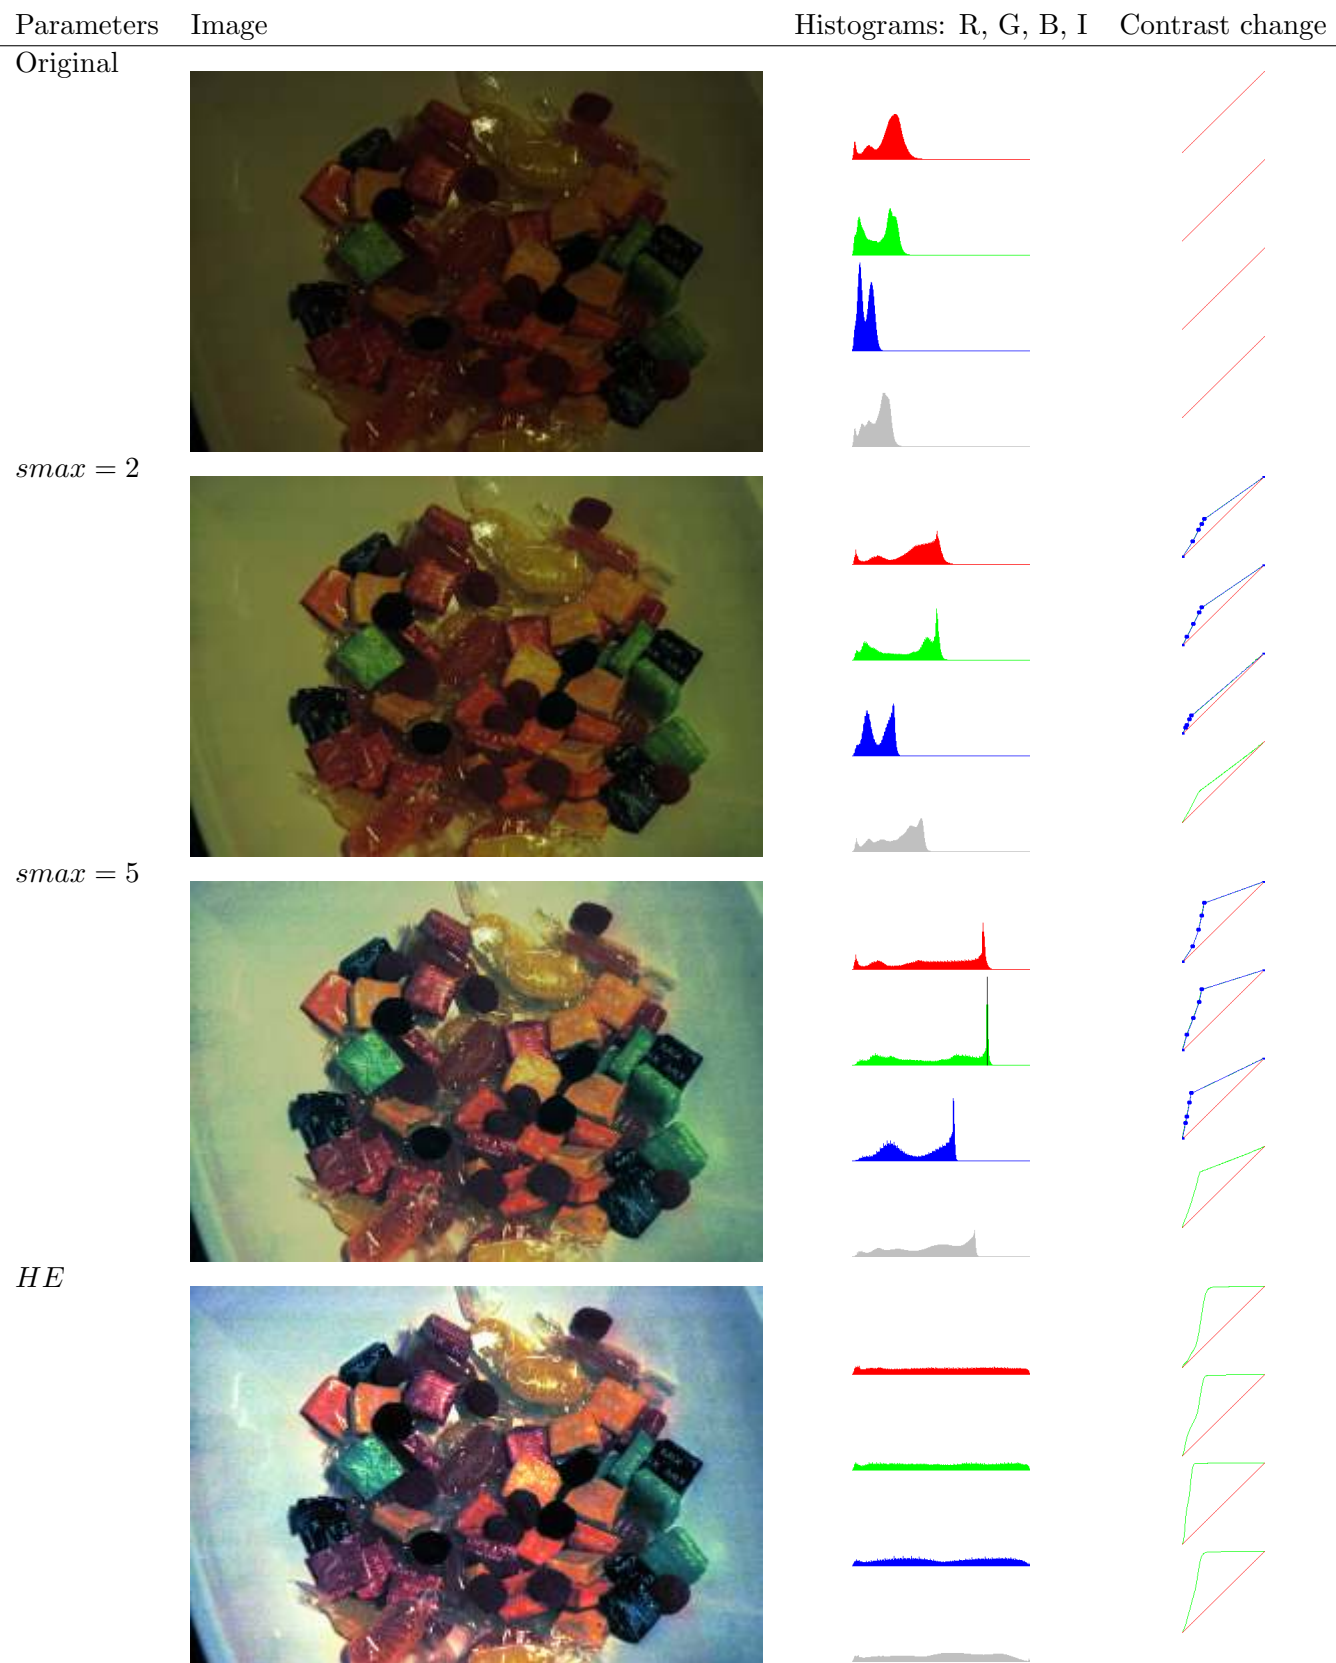 Parameters Image Histograms: R, G, B, I Contrast change
Original
smax = 2
smax = 5
HE